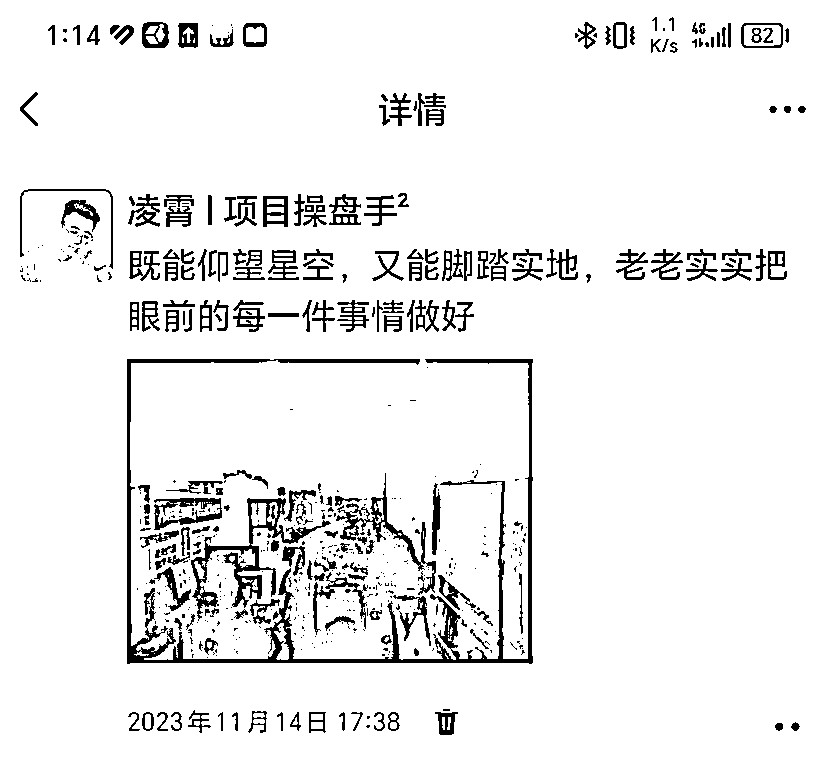 1:14
1.1
K/s
4G
82
详情
凌霄 | 项目操盘手²
既能仰望星空，又能脚踏实地，老老实实把
眼前的每一件事情做好
2023年11月14日 17:38